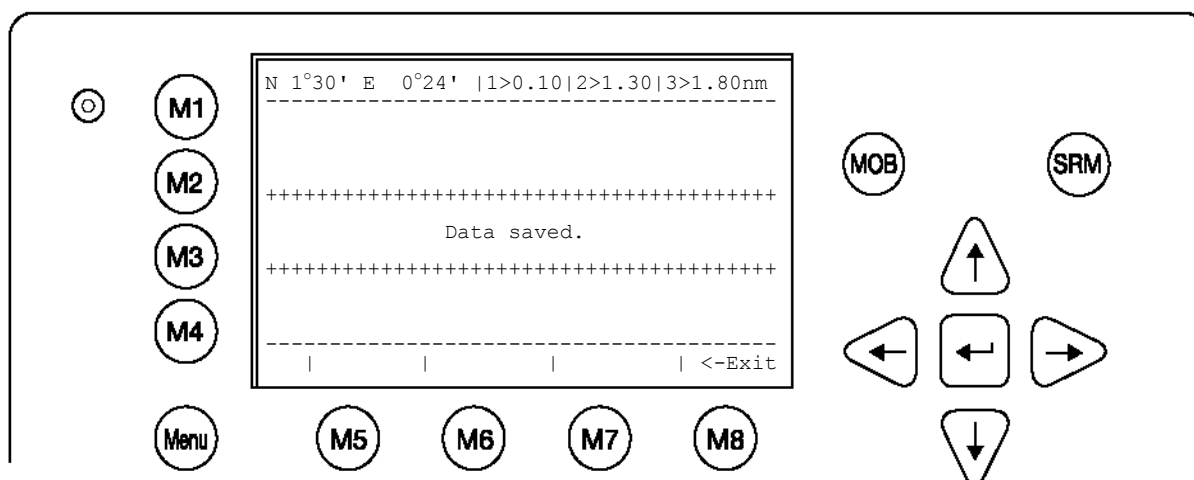 N 1°30' E 0°24' |1>0.10|2>1.30|3>1.80nm
----------------------------------------
M1
M2
++++++++++++++++++++++++++++++++++++++++
Data saved.
M3
++++++++++++++++++++++++++++++++++++++++
M4
----------------------------------------
| | | | <-Exit
MOB
SRM
Menu
M5
M6
M7
M8